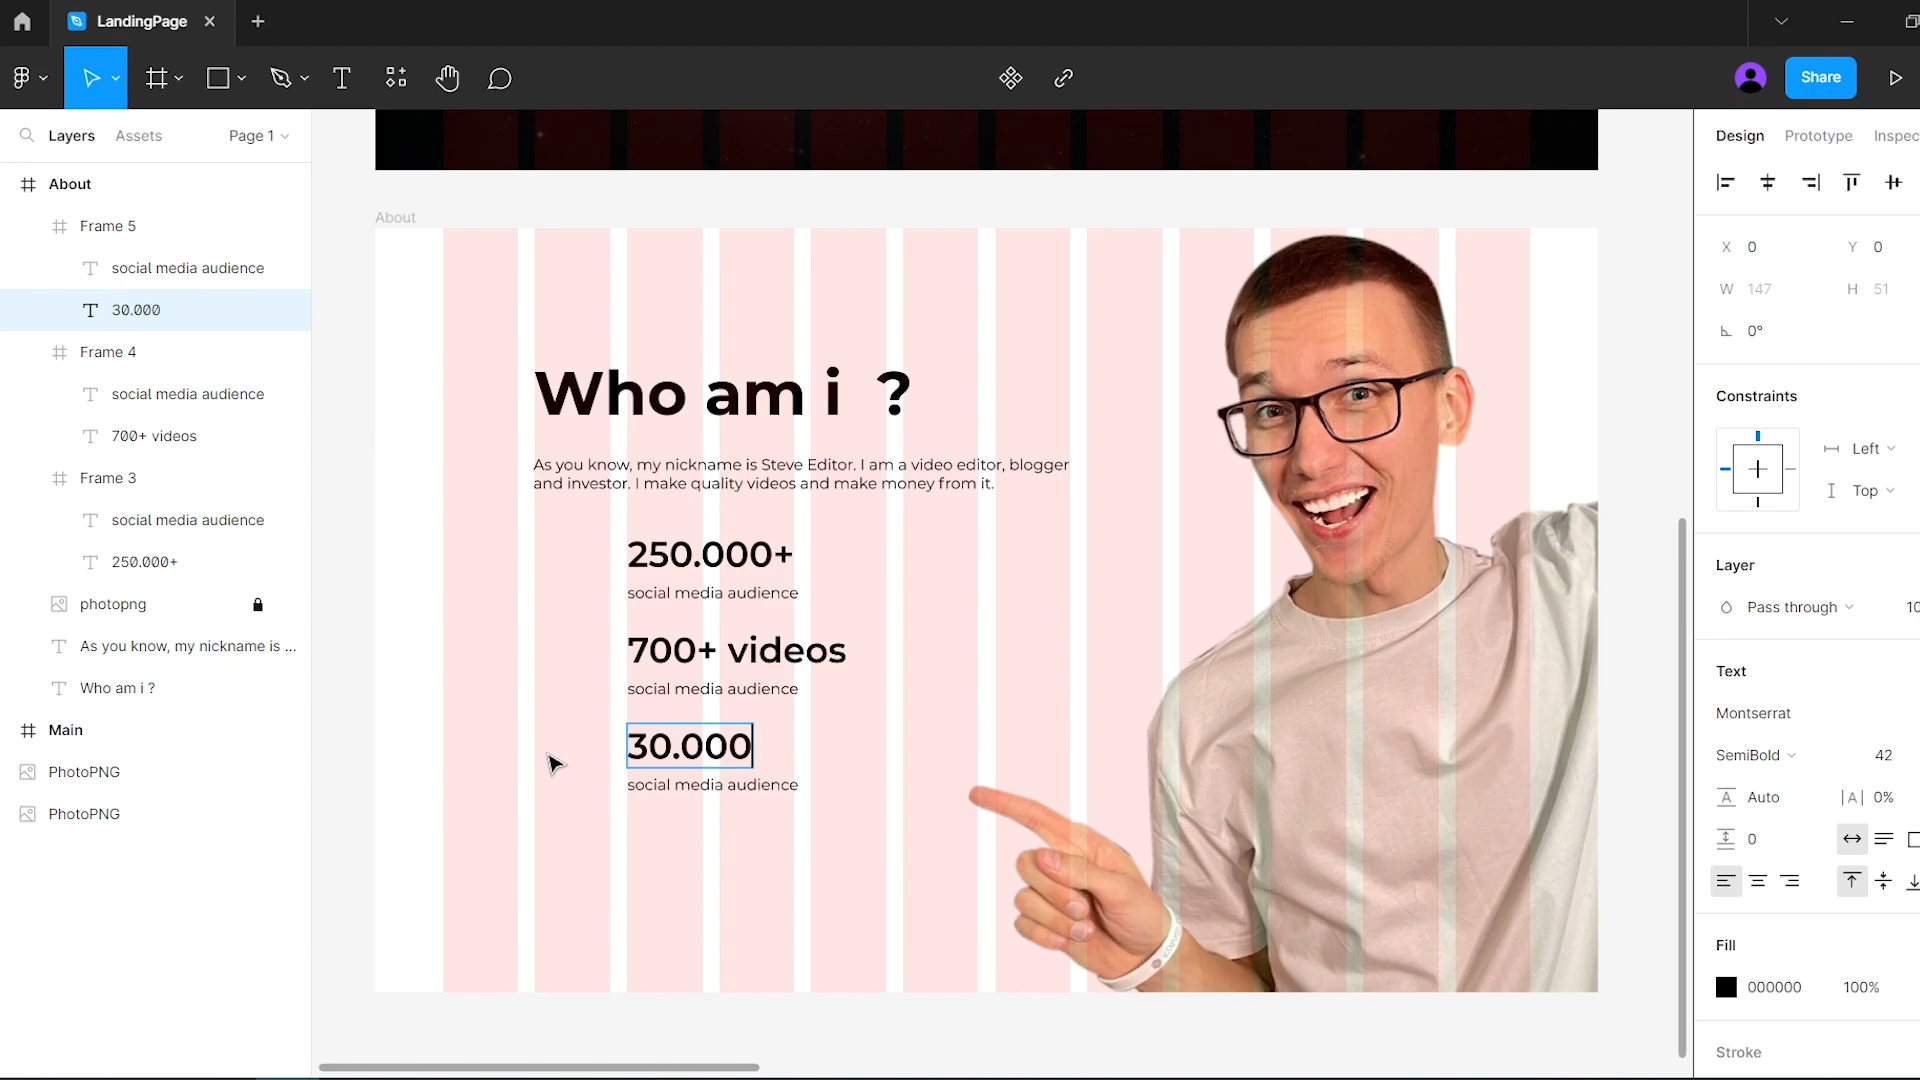 LandingPage
Share
Layers
Assets
Page 1
About
Frame 5
social media audience
30.000
Frame 4
social media audience
700+ videos
Frame 3
social media audience
250.000+
photopng
As you know, my nickname is ...
Who am i ?
Main
PhotoPNG
PhotoPNG
About
Who am i ?
As you know, my nickname is Steve Editor. I am a video editor, blogger
and investor. I make quality videos and make money from it.
250.000+
social media audience
700+ videos
social media audience
30.000
social media audience
Design
Prototype
Inspec
X 0
Y 0
W 147
H 51
0°
Constraints
Left
Top
Layer
Pass through
10
Text
Montserrat
SemiBold
42
A Auto
|A| 0%
0
Fill
000000
100%
Stroke